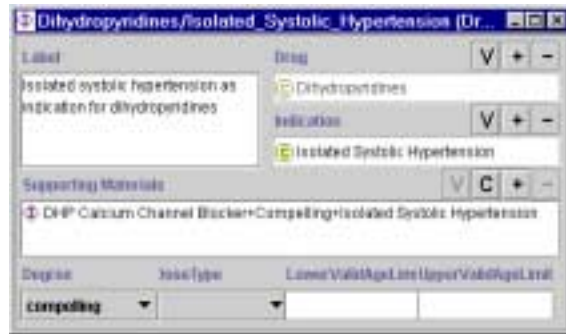 Dihydropyridines/Isolated_Systolic_Hypertension (Dr...
Label
Drug
V + −
Isolated systolic hypertension as
indication for dihydropyridines
C Dihydropyridines
Indication
V + −
C Isolated Systolic Hypertension
Supporting Materials
V C + −
I DHP Calcium Channel Blocker+Compelling+Isolated Systolic Hypertension
Degree
LowerValidAgeLimit UpperValidAgeLimit
compelling